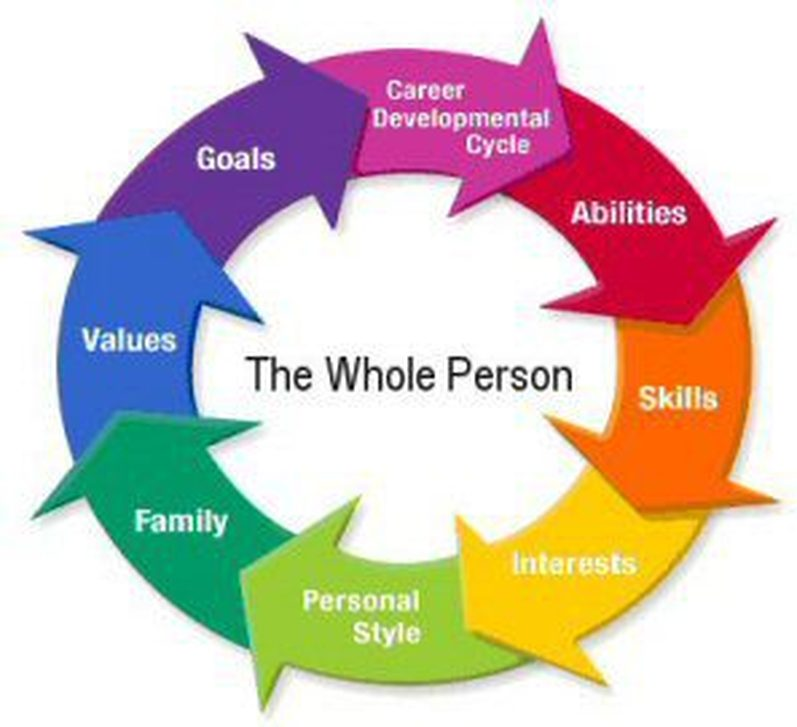 Career
Developmental
Cycle
Goals
Abilities
Values
The Whole Person
Skills
Family
Interests
Personal
Style